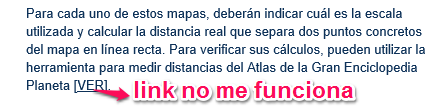 Para cada uno de estos mapas, deberán indicar cuál es la escala
utilizada y calcular la distancia real que separa dos puntos concretos
del mapa en línea recta. Para verificar sus cálculos, pueden utilizar la
herramienta para medir distancias del Atlas de la Gran Enciclopedia
Planeta [VER].
link no me funciona